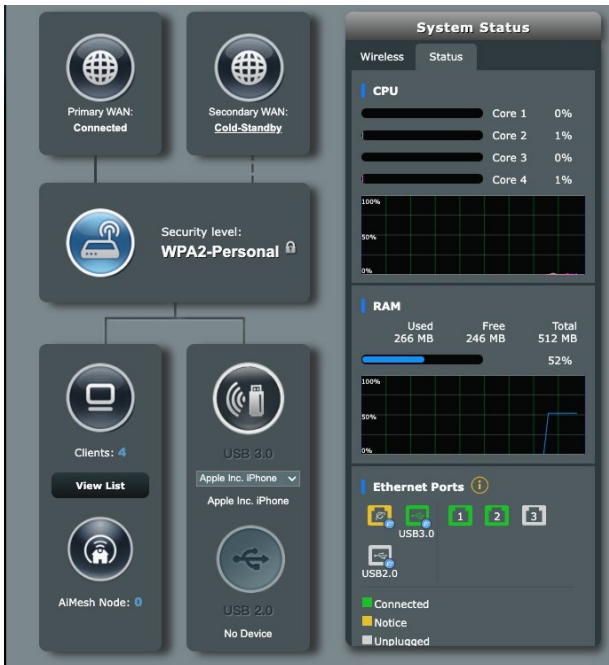 Primary WAN:
Connected
Secondary WAN:
Cold-Standby
Security level:
WPA2-Personal
Clients: 4
View List
AiMesh Node: 0
USB 3.0
Apple Inc. iPhone
Apple Inc. iPhone
USB 2.0
No Device
System Status
Wireless Status
CPU
Core 1 0%
Core 2 1%
Core 3 0%
Core 4 1%
100%
50%
0%
RAM
Used Free Total
266 MB 246 MB 512 MB
52%
100%
50%
0%
Ethernet Ports
1 2 3
USB3.0
USB2.0
Connected
Notice
Unplugged